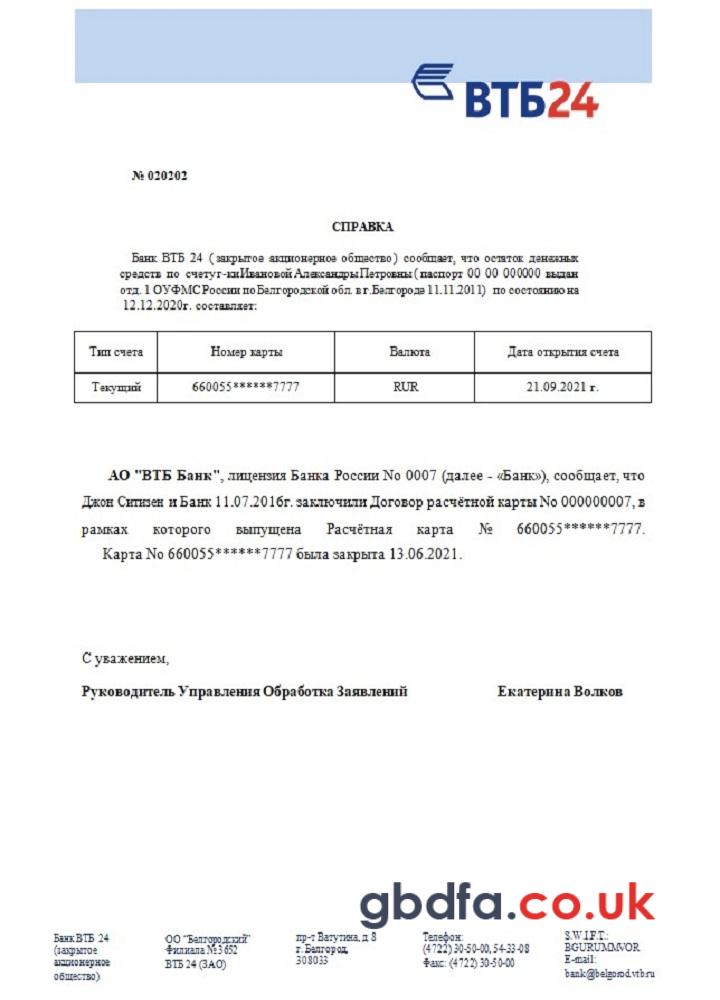 ВТБ24
№ 020202
СПРАВКА
Банк ВТБ 24 (закрытое акционерное общество) сообщает, что остаток денежных
средств по счету г-ки Ивановой Александры Петровны (паспорт 00 00 000000 выдан
отд. 1 ОУФМС России по Белгородской обл. в г.Белгороде 11.11.2011) по состоянию на
12.12.2020г. составляет:
Тип счета Номер карты Валюта Дата открытия счета
Текущий 660055******7777 RUR 21.09.2021 г.
АО "ВТБ Банк", лицензия Банка России No 0007 (далее - «Банк»), сообщает, что
Джон Ситизен и Банк 11.07.2016г. заключили Договор расчётной карты No 000000007, в
рамках которого выпущена Расчётная карта № 660055******7777.
Карта No 660055******7777 была закрыта 13.06.2021.
С уважением,
Руководитель Управления Обработка Заявлений Екатерина Волков
gbdfa.co.uk
Банк ВТБ 24
(закрытое
акционерное
общество)
ОО "Белгородский"
Филиала №3652
ВТБ 24 (ЗАО)
пр-т Ватутина, д. 8
г. Белгород,
308033
Телефон:
(4722) 30-50-00, 54-33-08
Факс: (4722) 30-50-00
S.W.I.F.T.:
BGURUMMVOR
E-mail:
bank@belgorod.vtb.ru